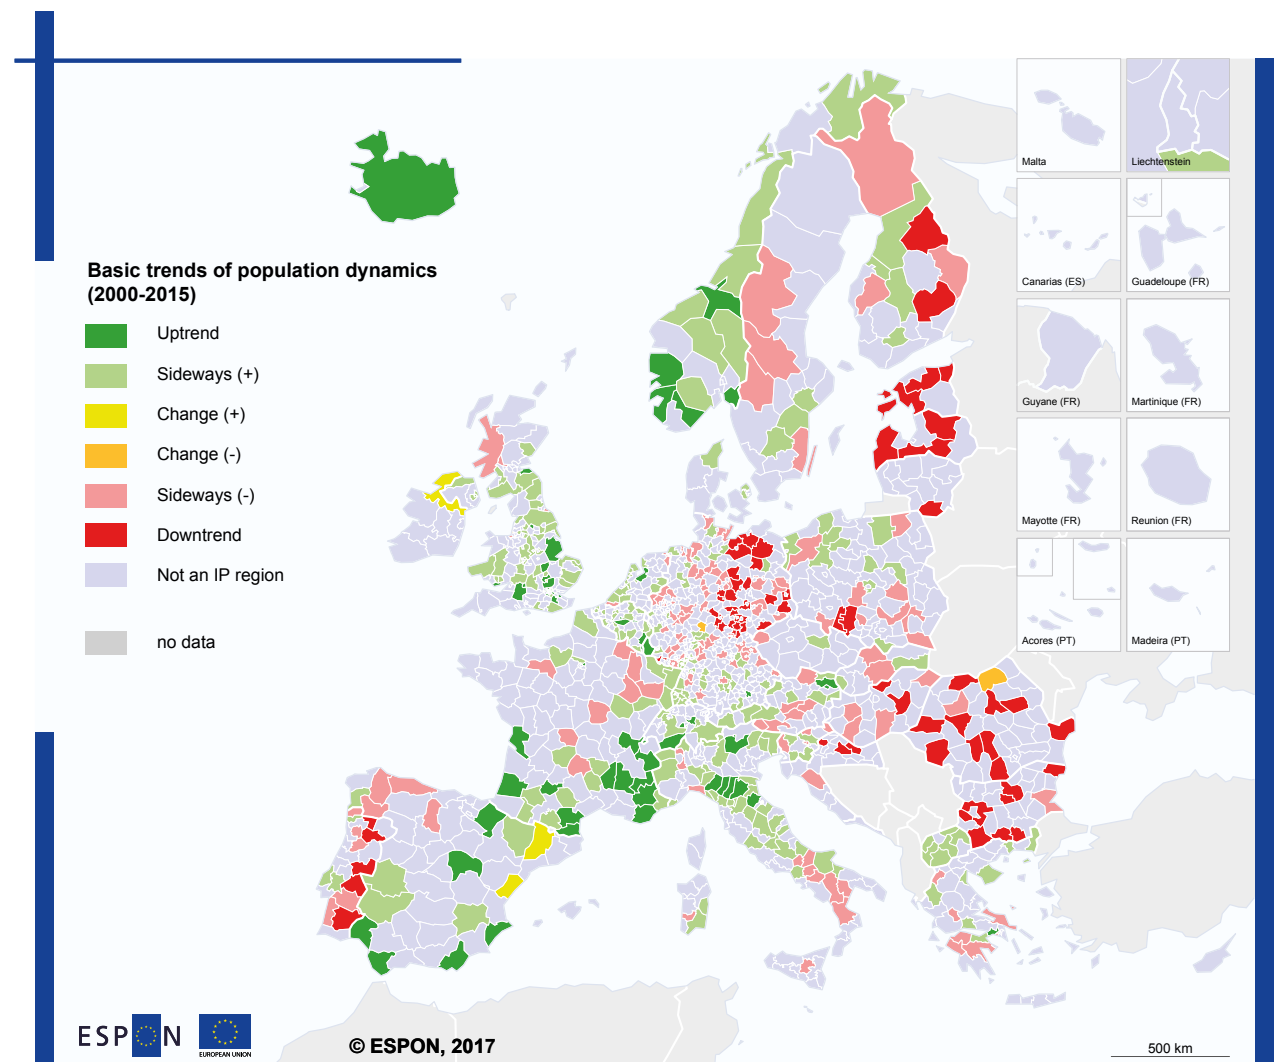 Malta
Liechtenstein
Canarias (ES)
Guadeloupe (FR)
Basic trends of population dynamics
(2000-2015)
Uptrend
Sideways (+)
Change (+)
Change (-)
Sideways (-)
Downtrend
Not an IP region
no data
Guyane (FR)
Martinique (FR)
Mayotte (FR)
Reunion (FR)
Acores (PT)
Madeira (PT)
ESPON
EUROPEAN UNION
© ESPON, 2017
500 km